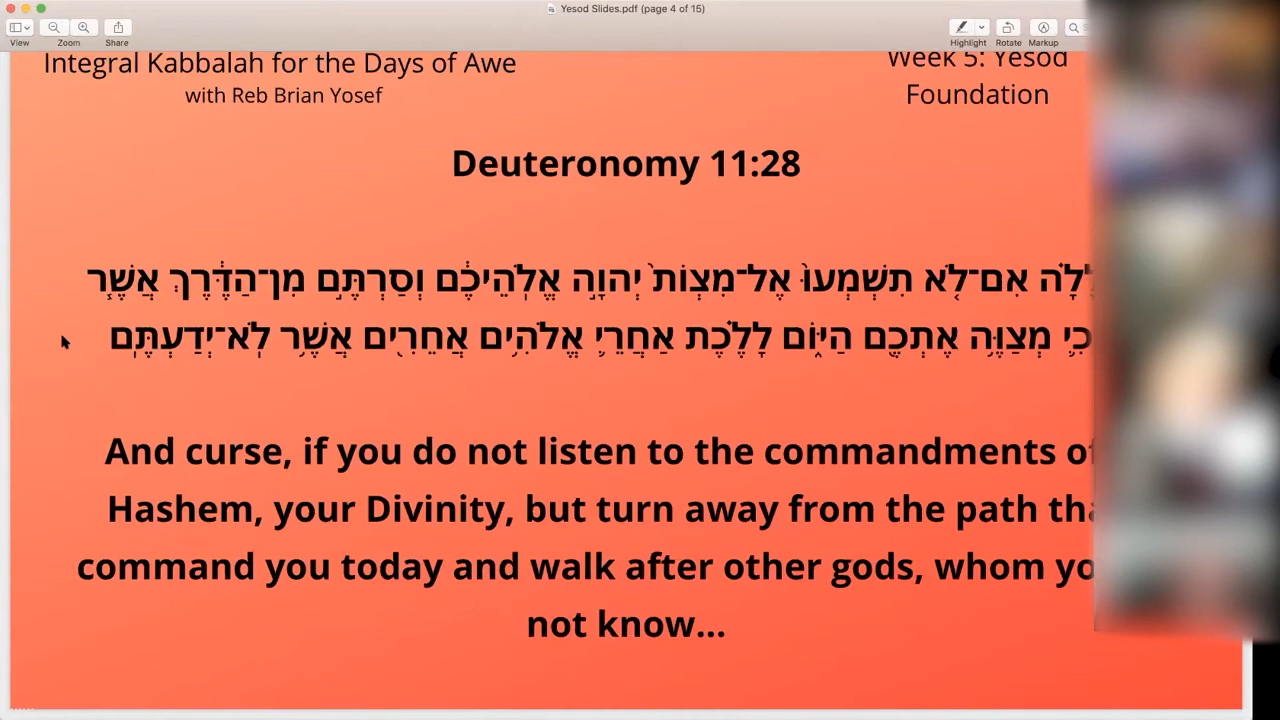 Yesod Slides.pdf (page 4 of 15)
View Zoom Share Highlight Rotate Markup
Integral Kabbalah for the Days of Awe
with Reb Brian Yosef
Week 5: Yesod
Foundation
Deuteronomy 11:28
אִם־לֹ֤א תִשְׁמְעוּ֙ אֶל־מִצְוֺת֙ יְהוָ֣ה אֱלֹֽהֵיכֶ֔ם וְסַרְתֶּ֣ם מִן־הַדֶּ֔רֶךְ אֲשֶׁ֧ר
מְצַוֶּ֥ה אֶתְכֶ֖ם הַיּ֑וֹם לָלֶ֗כֶת אַחֲרֵ֛י אֱלֹהִ֥ים אֲחֵרִ֖ים אֲשֶׁ֥ר לֹֽא־יְדַעְתֶּֽם
And curse, if you do not listen to the commandments of
Hashem, your Divinity, but turn away from the path
command you today and walk after other gods, whom
not know...